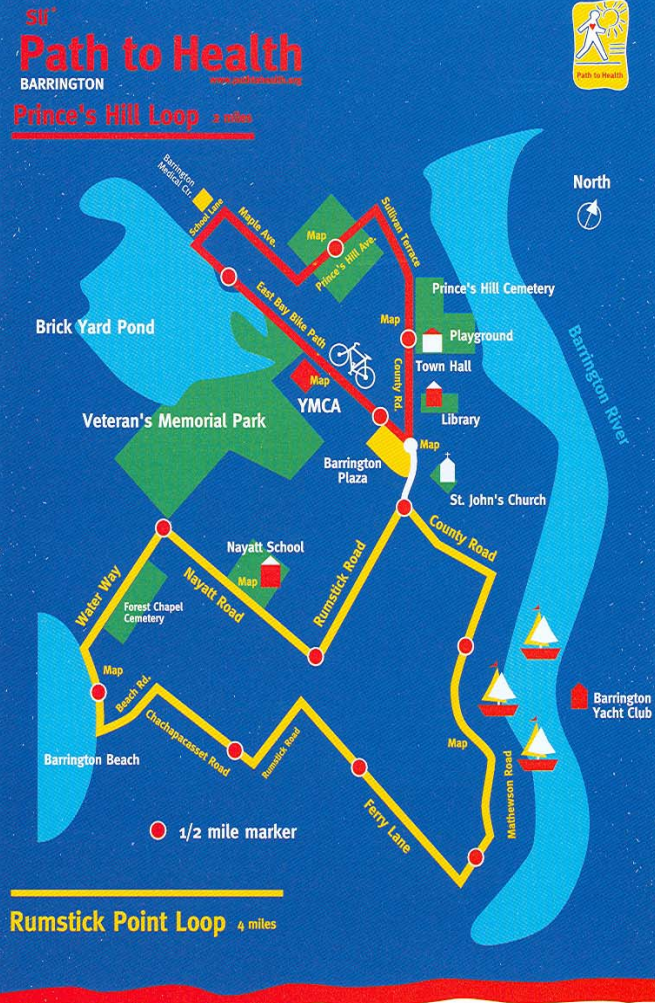 Sii*
Path to Health
www.pathtohealth.org
BARRINGTON
Prince's Hill Loop 2 miles
Path to Health
North
Barrington
Medical Ctr.
School Lane
Maple Ave.
Map
Prince's Hill Ave.
Sullivan Terrace
East Bay Bike Path
Prince's Hill Cemetery
Map
Playground
Brick Yard Pond
Barrington River
Town Hall
County Rd.
Map
YMCA
Veteran's Memorial Park
Library
Map
Barrington
Plaza
St. John's Church
County Road
Nayatt School
Map
Rumstick Road
Water Way
Nayatt Road
Forest Chapel
Cemetery
Map
Beach Rd.
Chachapacasset Road
Rumstick Road
Barrington
Yacht Club
Map
Mathewson Road
Barrington Beach
Ferry Lane
1/2 mile marker
Rumstick Point Loop 4 miles